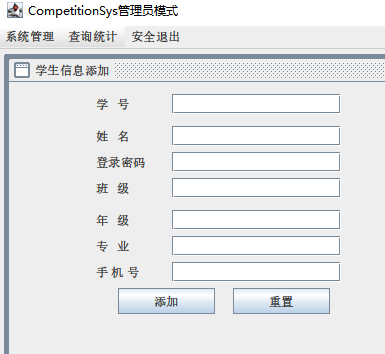 CompetitionSys管理员模式
系统管理 查询统计 安全退出
学生信息添加
学 号
姓 名
登录密码
班 级
年 级
专 业
手 机 号
添加 重置